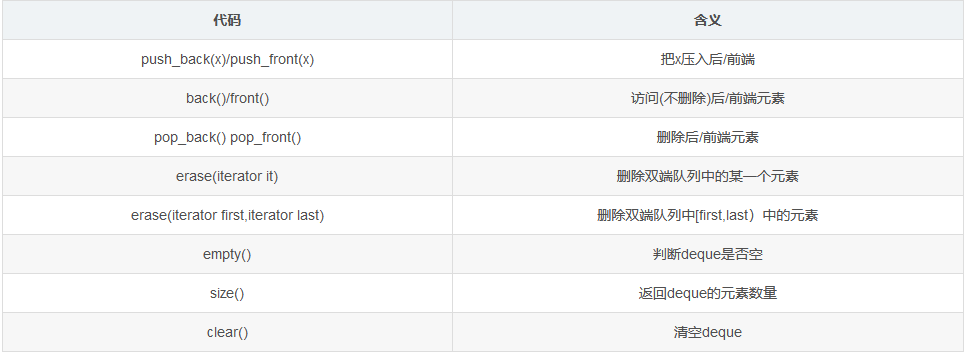 代码 含义
push_back(x)/push_front(x) 把x压入后/前端
back()/front() 访问(不删除)后/前端元素
pop_back() pop_front() 删除后/前端元素
erase(iterator it) 删除双端队列中的某一个元素
erase(iterator first,iterator last) 删除双端队列中[first,last）中的元素
empty() 判断deque是否空
size() 返回deque的元素数量
clear() 清空deque